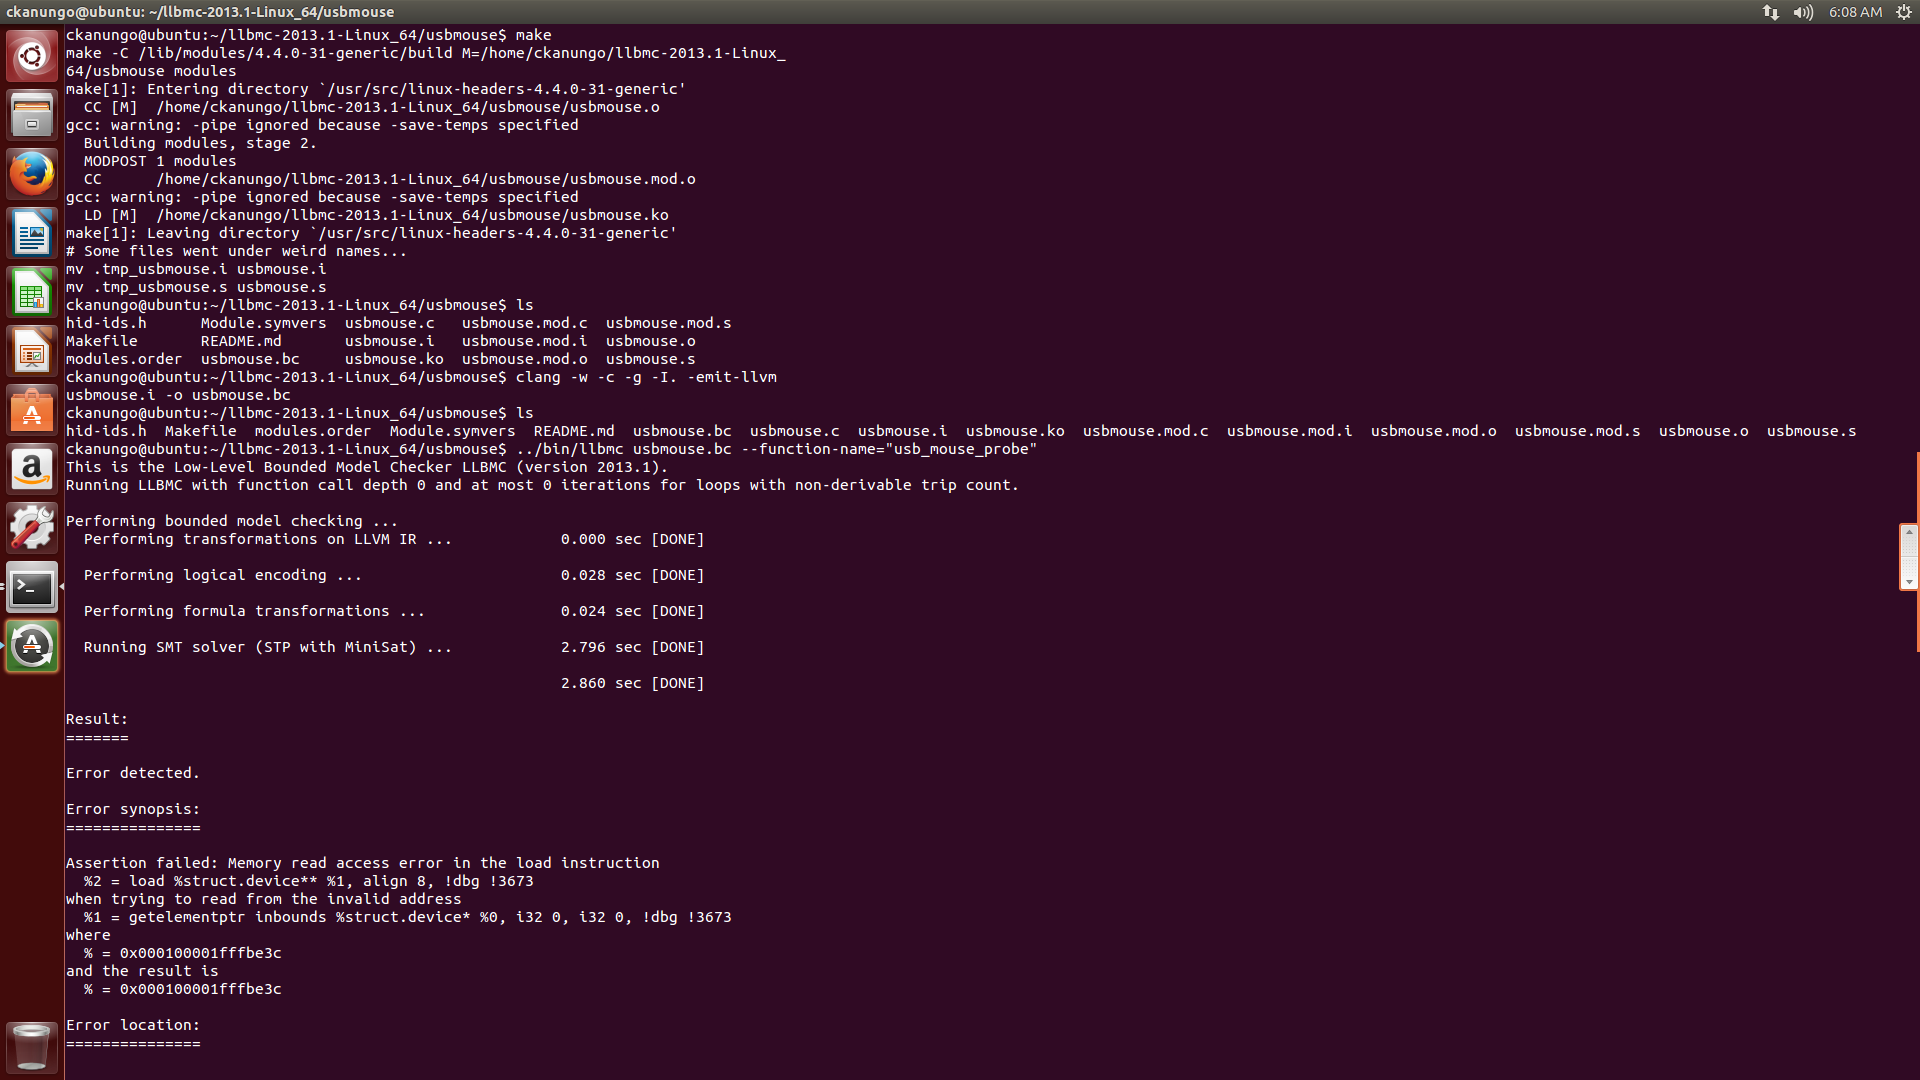 ckanungo@ubuntu: ~/llbmc-2013.1-Linux_64/usbmouse
6:08 AM
ckanungo@ubuntu:~/llbmc-2013.1-Linux_64/usbmouse$ make
make -C /lib/modules/4.4.0-31-generic/build M=/home/ckanungo/llbmc-2013.1-Linux_
64/usbmouse modules
make[1]: Entering directory `/usr/src/linux-headers-4.4.0-31-generic'
  CC [M]  /home/ckanungo/llbmc-2013.1-Linux_64/usbmouse/usbmouse.o
gcc: warning: -pipe ignored because -save-temps specified
  Building modules, stage 2.
  MODPOST 1 modules
  CC      /home/ckanungo/llbmc-2013.1-Linux_64/usbmouse/usbmouse.mod.o
gcc: warning: -pipe ignored because -save-temps specified
  LD [M]  /home/ckanungo/llbmc-2013.1-Linux_64/usbmouse/usbmouse.ko
make[1]: Leaving directory `/usr/src/linux-headers-4.4.0-31-generic'
# Some files went under weird names...
mv .tmp_usbmouse.i usbmouse.i
mv .tmp_usbmouse.s usbmouse.s
ckanungo@ubuntu:~/llbmc-2013.1-Linux_64/usbmouse$ ls
hid-ids.h      Module.symvers  usbmouse.c   usbmouse.mod.c  usbmouse.mod.s
Makefile       README.md       usbmouse.i   usbmouse.mod.i  usbmouse.o
modules.order  usbmouse.bc     usbmouse.ko  usbmouse.mod.o  usbmouse.s
ckanungo@ubuntu:~/llbmc-2013.1-Linux_64/usbmouse$ clang -w -c -g -I. -emit-llvm
usbmouse.i -o usbmouse.bc
ckanungo@ubuntu:~/llbmc-2013.1-Linux_64/usbmouse$ ls
hid-ids.h  Makefile  modules.order  Module.symvers  README.md  usbmouse.bc  usbmouse.c  usbmouse.i  usbmouse.ko  usbmouse.mod.c  usbmouse.mod.i  usbmouse.mod.o  usbmouse.mod.s  usbmouse.o  usbmouse.s
ckanungo@ubuntu:~/llbmc-2013.1-Linux_64/usbmouse$ ../bin/llbmc usbmouse.bc --function-name="usb_mouse_probe"
This is the Low-Level Bounded Model Checker LLBMC (version 2013.1).
Running LLBMC with function call depth 0 and at most 0 iterations for loops with non-derivable trip count.
Performing bounded model checking ...
  Performing transformations on LLVM IR ...            0.000 sec [DONE]
  Performing logical encoding ...                      0.028 sec [DONE]
  Performing formula transformations ...               0.024 sec [DONE]
  Running SMT solver (STP with MiniSat) ...            2.796 sec [DONE]
                                                       2.860 sec [DONE]
Result:
=======
Error detected.
Error synopsis:
===============
Assertion failed: Memory read access error in the load instruction
  %2 = load %struct.device** %1, align 8, !dbg !3673
when trying to read from the invalid address
  %1 = getelementptr inbounds %struct.device* %0, i32 0, i32 0, !dbg !3673
where
  % = 0x000100001fffbe3c
and the result is
  % = 0x000100001fffbe3c
Error location:
===============